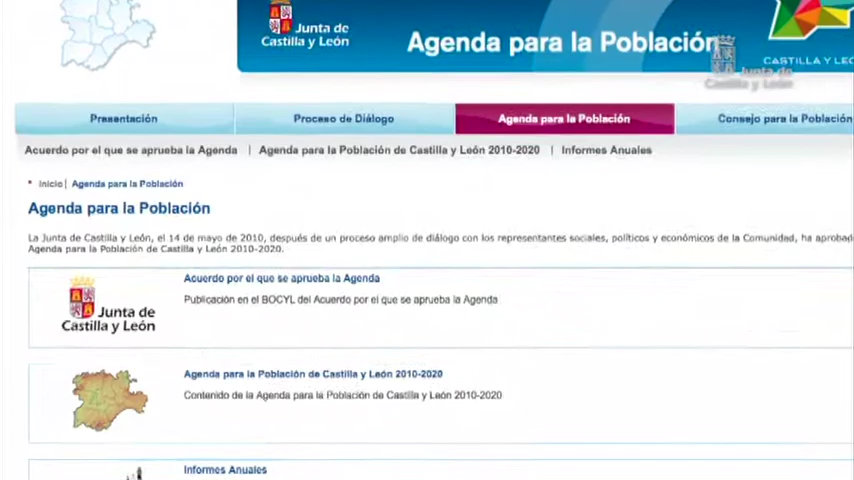 Junta de
Castilla y León
Agenda para la Población
CASTILLA Y LEÓ
Junta de
Castilla y León
Presentación
Proceso de Diálogo
Agenda para la Población
Consejo para la Población
Acuerdo por el que se aprueba la Agenda | Agenda para la Población de Castilla y León 2010-2020 | Informes Anuales
Inicio| Agenda para la Población
Agenda para la Población
La Junta de Castilla y León, el 14 de mayo de 2010, después de un proceso amplio de diálogo con los representantes sociales, políticos y económicos de la Comunidad, ha aprobad
Agenda para la Población de Castilla y León 2010-2020.
Acuerdo por el que se aprueba la Agenda
Publicación en el BOCYL del Acuerdo por el que se aprueba la Agenda
Junta de
Castilla y León
Agenda para la Población de Castilla y León 2010-2020
Contenido de la Agenda para la Población de Castilla y León 2010-2020
Informes Anuales